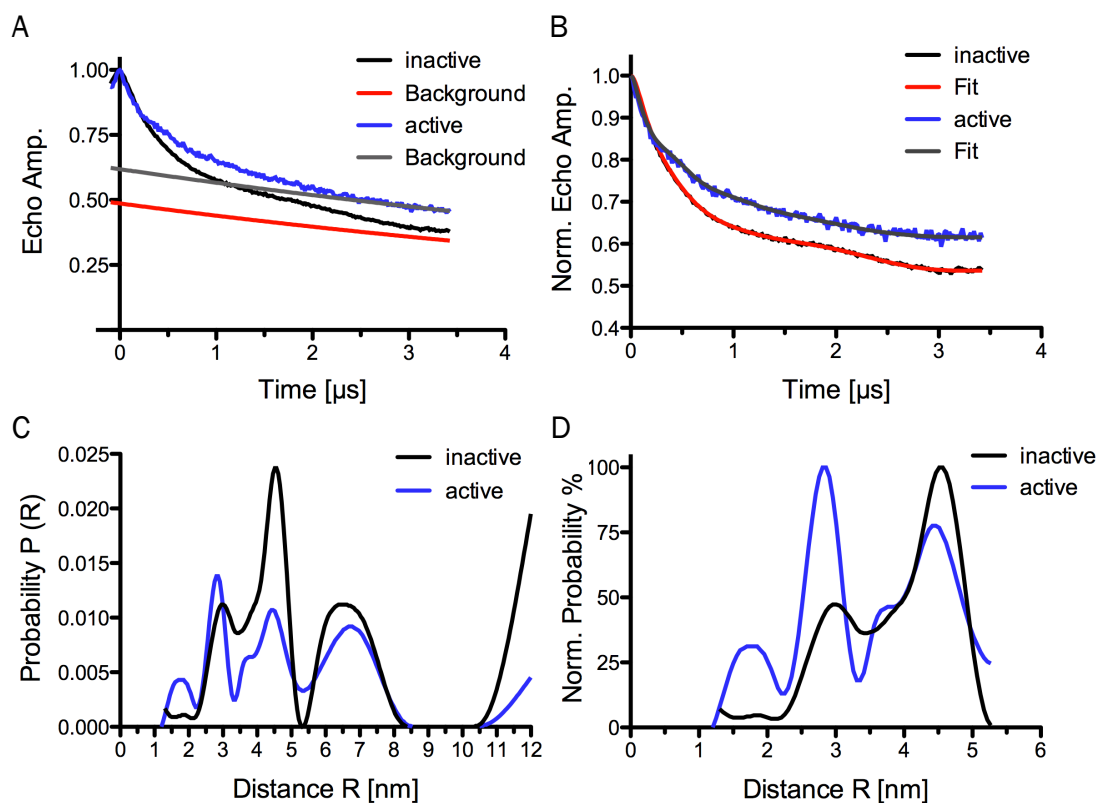 A
Echo Amp.
1.00
0.75
0.50
0.25
0
1
2
3
4
Time [µs]
inactive
Background
active
Background
B
Norm. Echo Amp.
1.0
0.9
0.8
0.7
0.6
0.5
0.4
0
1
2
3
4
Time [µs]
inactive
Fit
active
Fit
C
Probability P (R)
0.025
0.020
0.015
0.010
0.005
0.000
0 1 2 3 4 5 6 7 8 9 10 11 12
Distance R [nm]
inactive
active
D
Norm. Probability %
100
75
50
25
0
0 1 2 3 4 5 6
Distance R [nm]
inactive
active